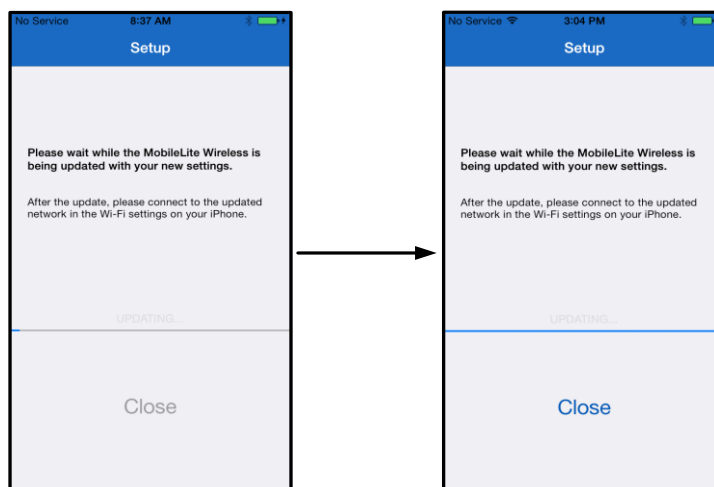 No Service 8:37 AM
Setup
Please wait while the MobileLite Wireless is
being updated with your new settings.
After the update, please connect to the updated
network in the Wi-Fi settings on your iPhone.
UPDATING...
Close
No Service 3:04 PM
Setup
Please wait while the MobileLite Wireless is
being updated with your new settings.
After the update, please connect to the updated
network in the Wi-Fi settings on your iPhone.
UPDATING...
Close